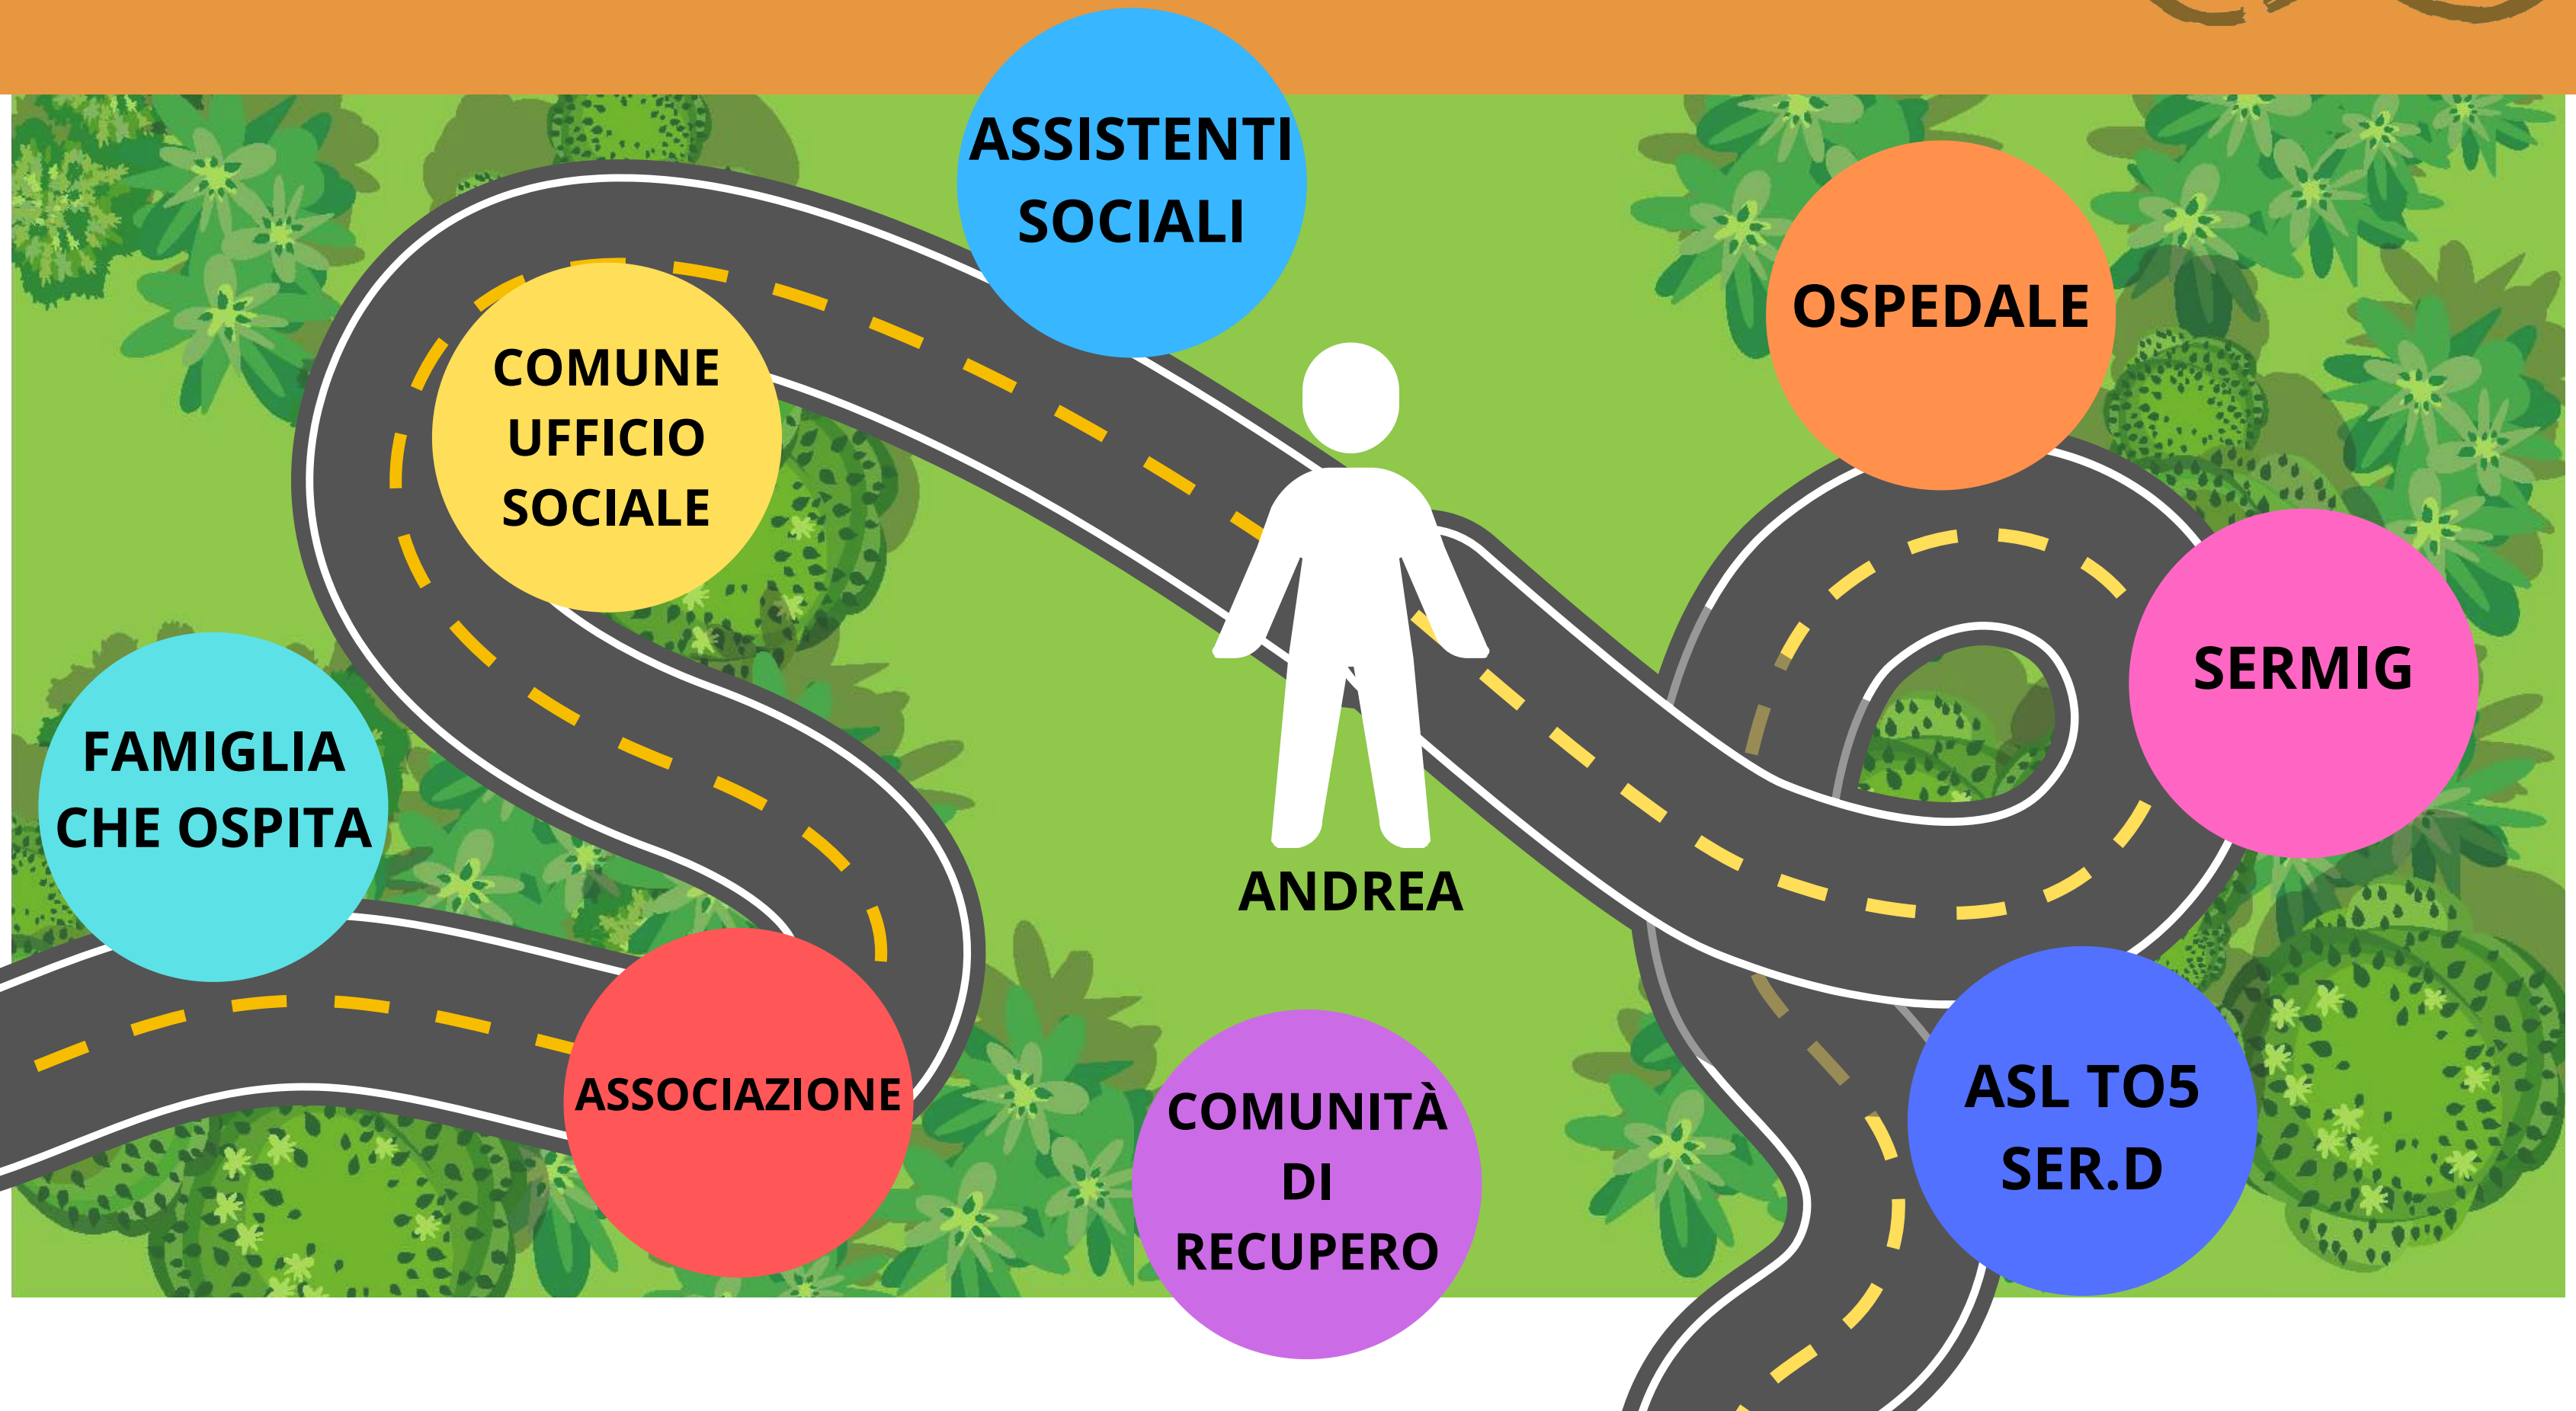 ASSISTENTI
SOCIALI
OSPEDALE
COMUNE
UFFICIO
SOCIALE
SERMIG
FAMIGLIA
CHE OSPITA
ANDREA
ASSOCIAZIONE
COMUNITÀ
DI
RECUPERO
ASL TO5
SER.D